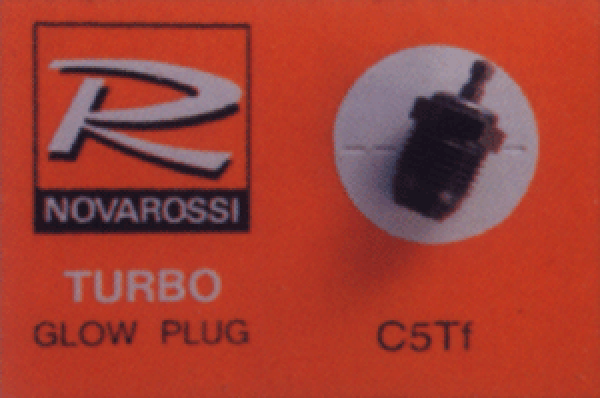 R
NOVAROSSI
TURBO
GLOW PLUG
C5Tf